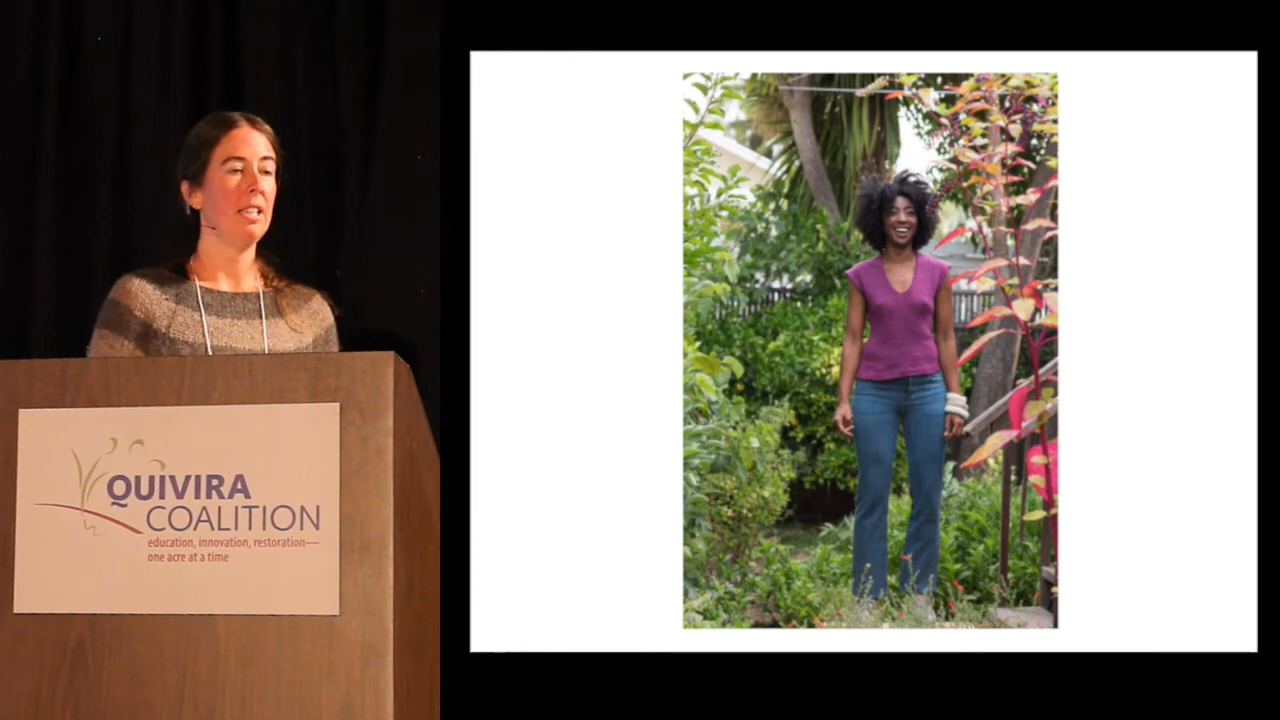 QUIVIRA
COALITION
education, innovation, restoration—
one acre at a time